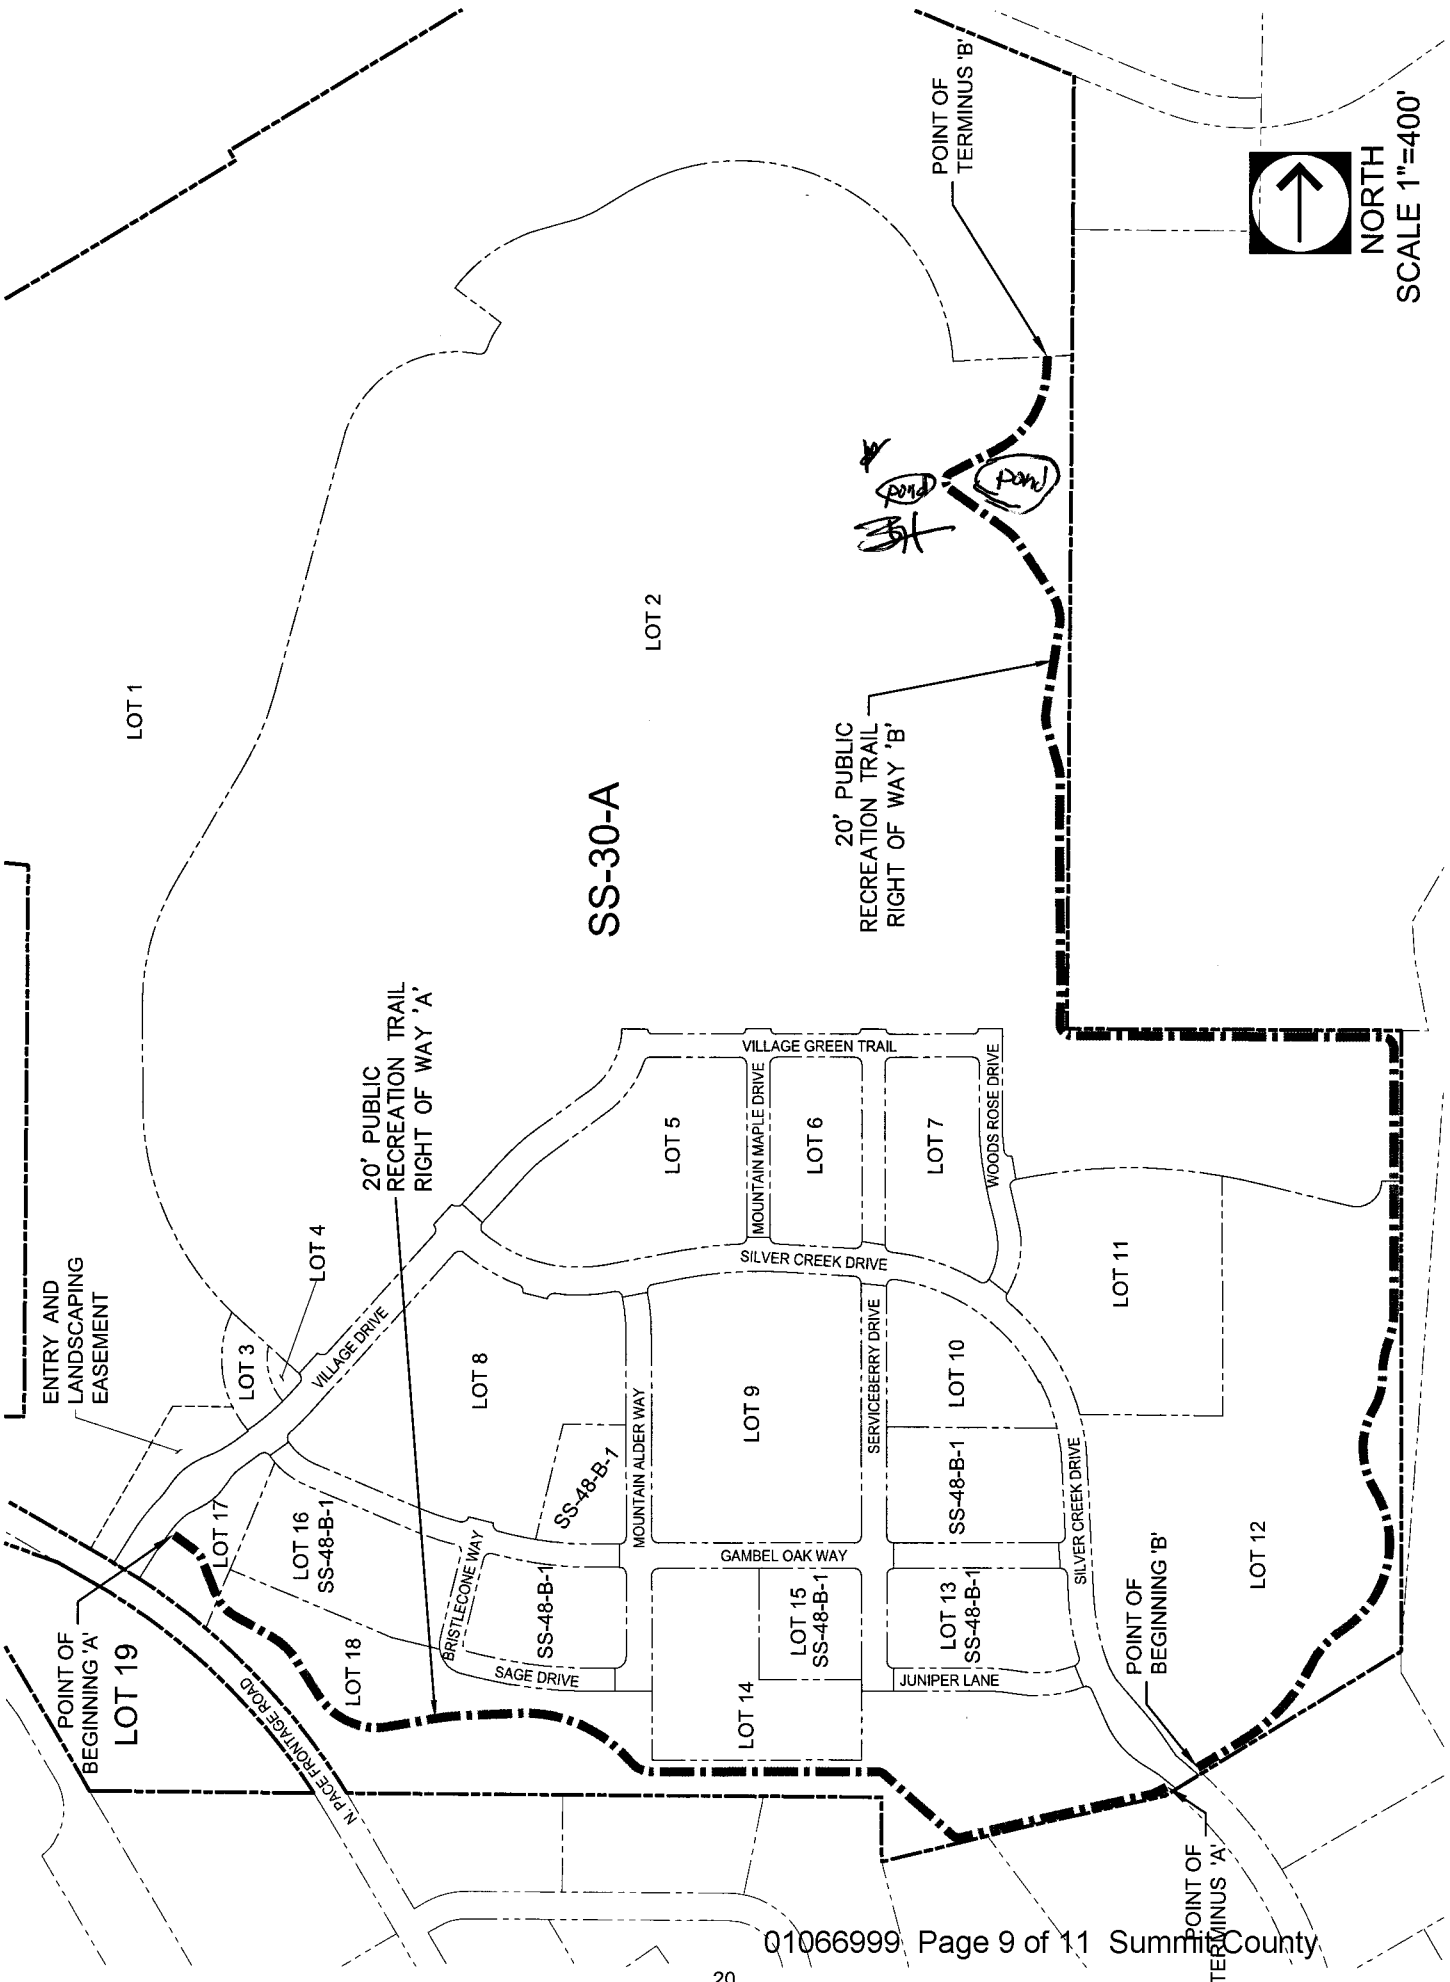 POINT OF
TERMINUS 'B'
NORTH
SCALE 1"=400'
pond
pond
LOT 1
LOT 2
SS-30-A
20' PUBLIC
RECREATION TRAIL
RIGHT OF WAY 'B'
20' PUBLIC
RECREATION TRAIL
RIGHT OF WAY 'A'
ENTRY AND
LANDSCAPING
EASEMENT
LOT 3
LOT 4
VILLAGE DRIVE
VILLAGE GREEN TRAIL
LOT 5
MOUNTAIN MAPLE DRIVE
LOT 6
LOT 7
WOODS ROSE DRIVE
SILVER CREEK DRIVE
LOT 8
MOUNTAIN ALDER WAY
LOT 9
SERVICEBERRY DRIVE
LOT 10
LOT 11
SS-48-B-1
SS-48-B-1
SILVER CREEK DRIVE
LOT 17
LOT 16
SS-48-B-1
BRISTLECONE WAY
SS-48-B-1
GAMBEL OAK WAY
LOT 15
SS-48-B-1
LOT 13
SS-48-B-1
LOT 12
POINT OF
BEGINNING 'A'
LOT 19
N. PACE FRONTAGE ROAD
LOT 18
SAGE DRIVE
LOT 14
JUNIPER LANE
POINT OF
BEGINNING 'B'
POINT OF
TERMINUS 'A'
01066999 Page 9 of 11 Summit County
20